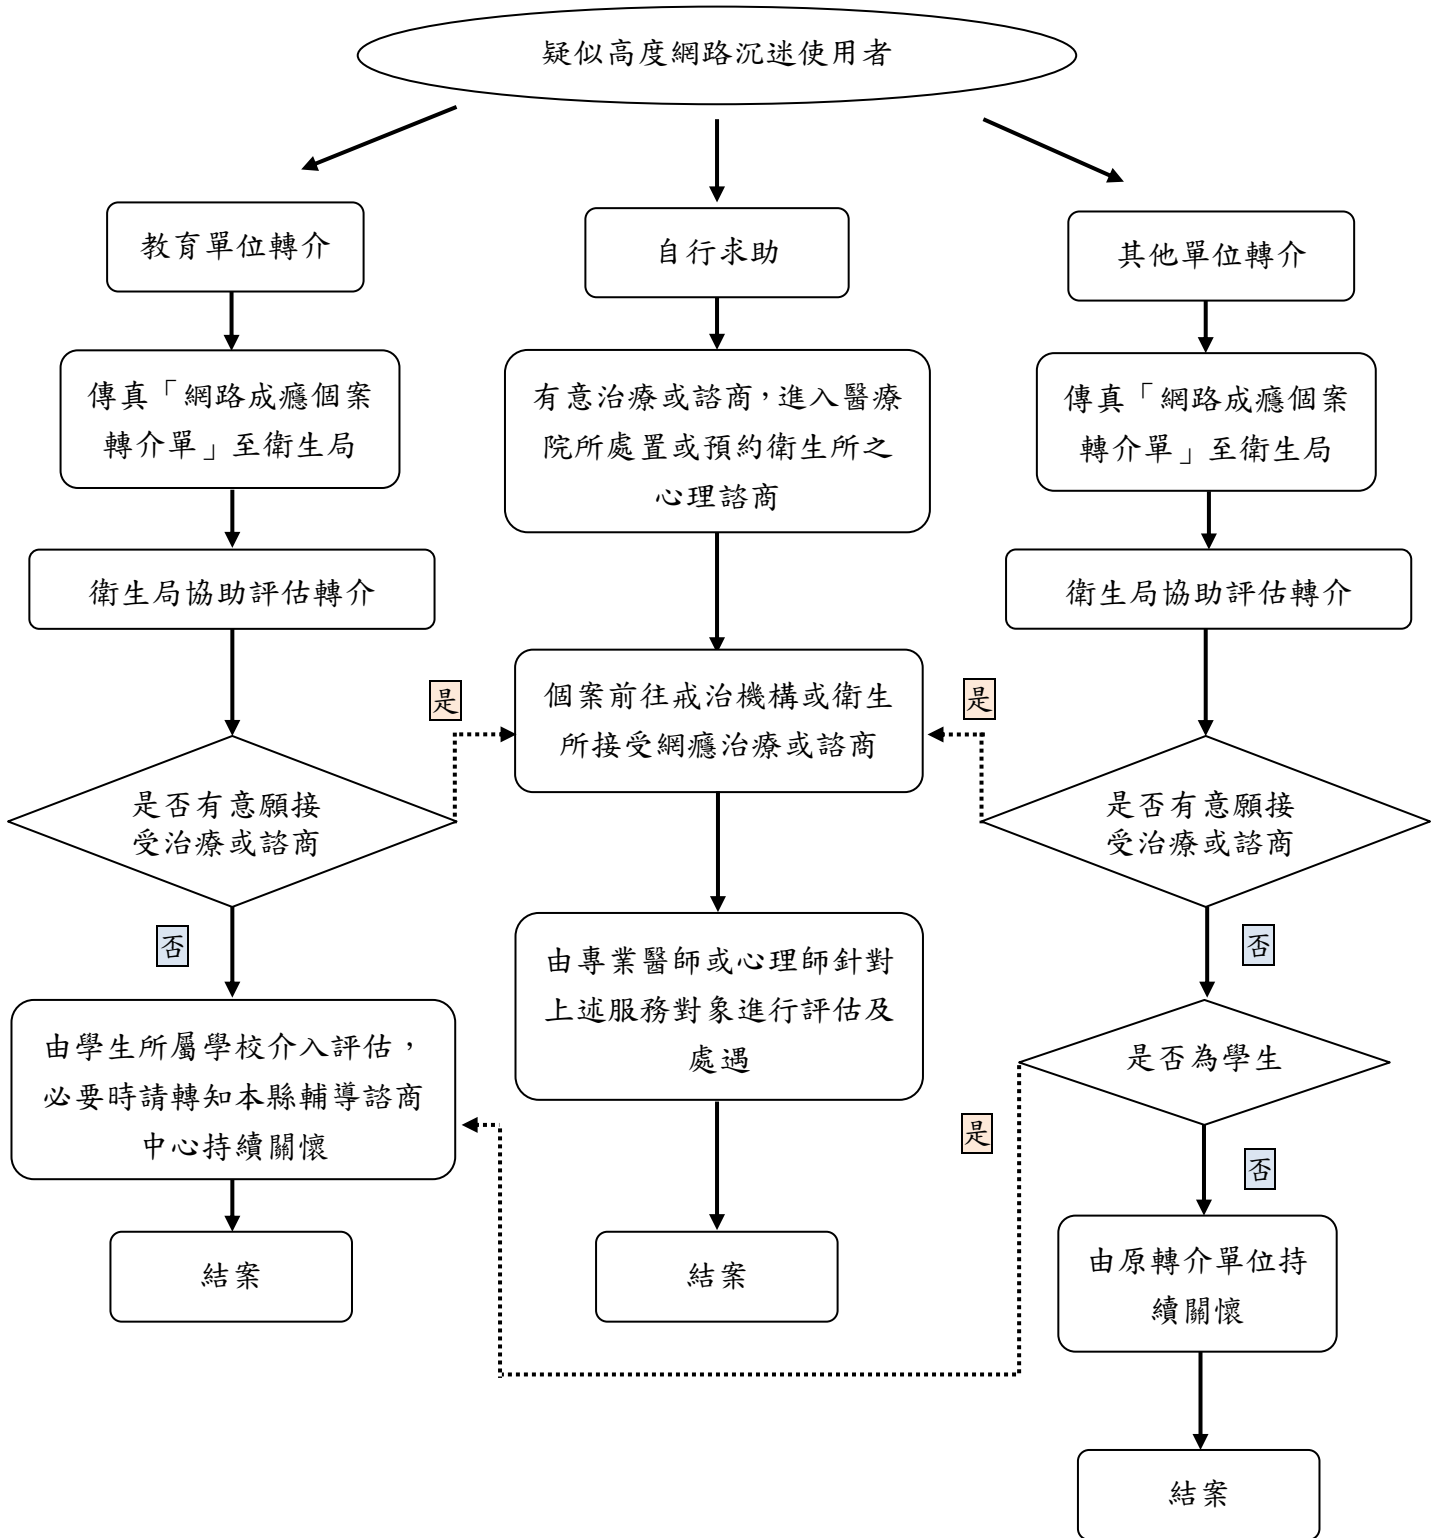 疑似高度網路沉迷使用者
教育單位轉介
自行求助
其他單位轉介
傳真「網路成癮個案
轉介單」至衛生局
有意治療或諮商，進入醫療
院所處置或預約衛生所之
心理諮商
傳真「網路成癮個案
轉介單」至衛生局
衛生局協助評估轉介
衛生局協助評估轉介
是
個案前往戒治機構或衛生
所接受網癮治療或諮商
是
是否有意願接
受治療或諮商
是否有意願接
受治療或諮商
否
由專業醫師或心理師針對
上述服務對象進行評估及
處遇
否
由學生所屬學校介入評估，
必要時請轉知本縣輔導諮商
中心持續關懷
是否為學生
是
否
結案
結案
由原轉介單位持
續關懷
結案